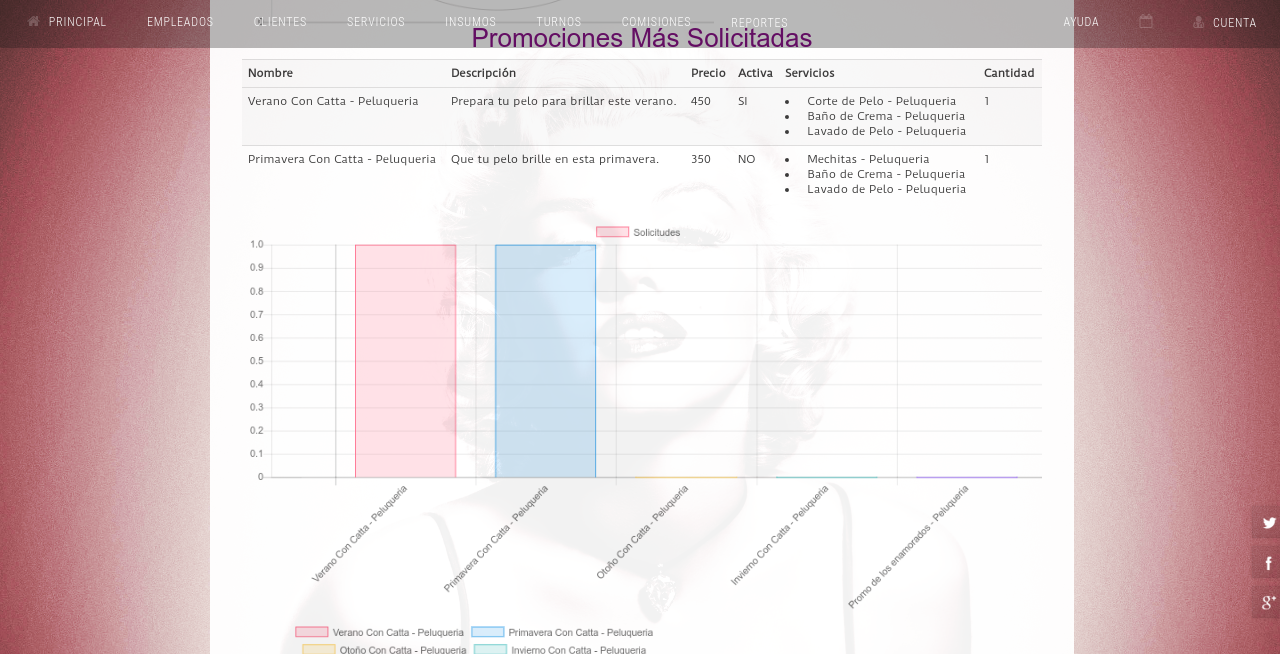 PRINCIPAL EMPLEADOS CLIENTES SERVICIOS INSUMOS TURNOS COMISIONES REPORTES AYUDA CUENTA
Promociones Más Solicitadas
Nombre Descripción Precio Activa Servicios Cantidad
Verano Con Catta - Peluqueria Prepara tu pelo para brillar este verano. 450 SI • Corte de Pelo - Peluqueria 1
• Baño de Crema - Peluqueria
• Lavado de Pelo - Peluqueria
Primavera Con Catta - Peluqueria Que tu pelo brille en esta primavera. 350 NO • Mechitas - Peluqueria 1
• Baño de Crema - Peluqueria
• Lavado de Pelo - Peluqueria
Solicitudes
1.0
0.9
0.8
0.7
0.6
0.5
0.4
0.3
0.2
0.1
0
Verano Con Catta - Peluqueria
Primavera Con Catta - Peluqueria
Otoño Con Catta - Peluqueria
Invierno Con Catta - Peluqueria
Promo de los enamorados - Peluqueria
Verano Con Catta - Peluqueria Primavera Con Catta - Peluqueria
Otoño Con Catta - Peluqueria Invierno Con Catta - Peluqueria